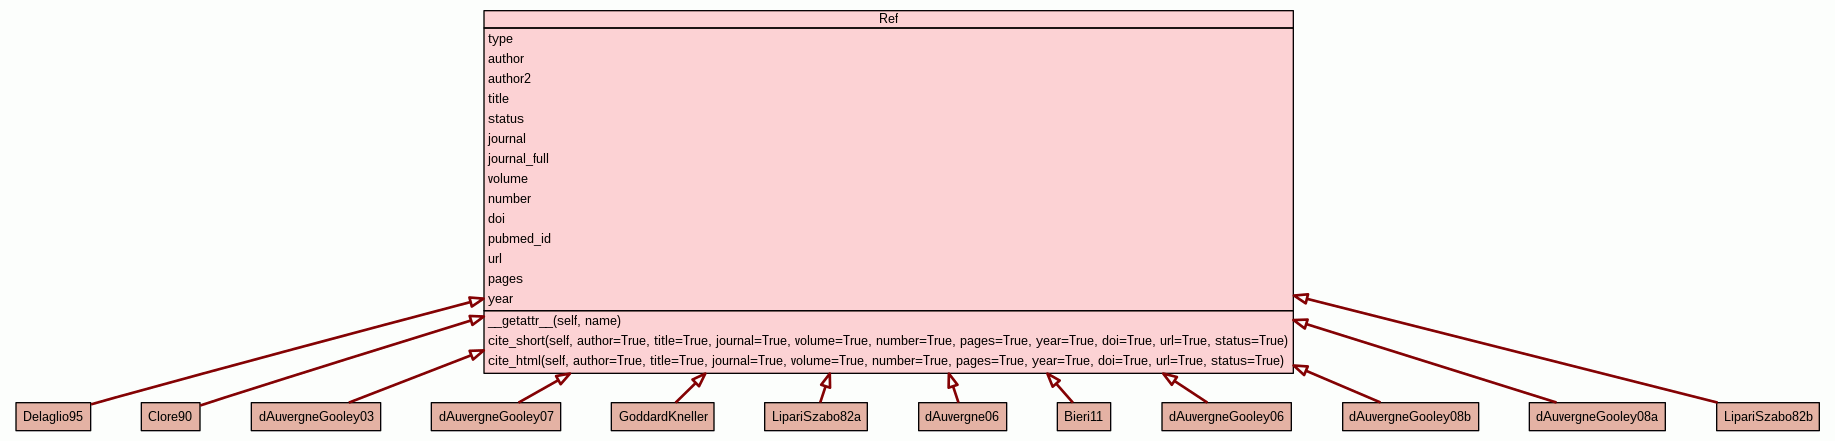 Ref
type
author
author2
title
status
journal
journal_full
volume
number
doi
pubmed_id
url
pages
year
__getattr__(self, name)
cite_short(self, author=True, title=True, journal=True, volume=True, number=True, pages=True, year=True, doi=True, url=True, status=True)
cite_html(self, author=True, title=True, journal=True, volume=True, number=True, pages=True, year=True, doi=True, url=True, status=True)
Delaglio95 Clore90 dAuvergneGooley03 dAuvergneGooley07 GoddardKneller LipariSzabo82a dAuvergne06 Bieri11 dAuvergneGooley06 dAuvergneGooley08b dAuvergneGooley08a LipariSzabo82b